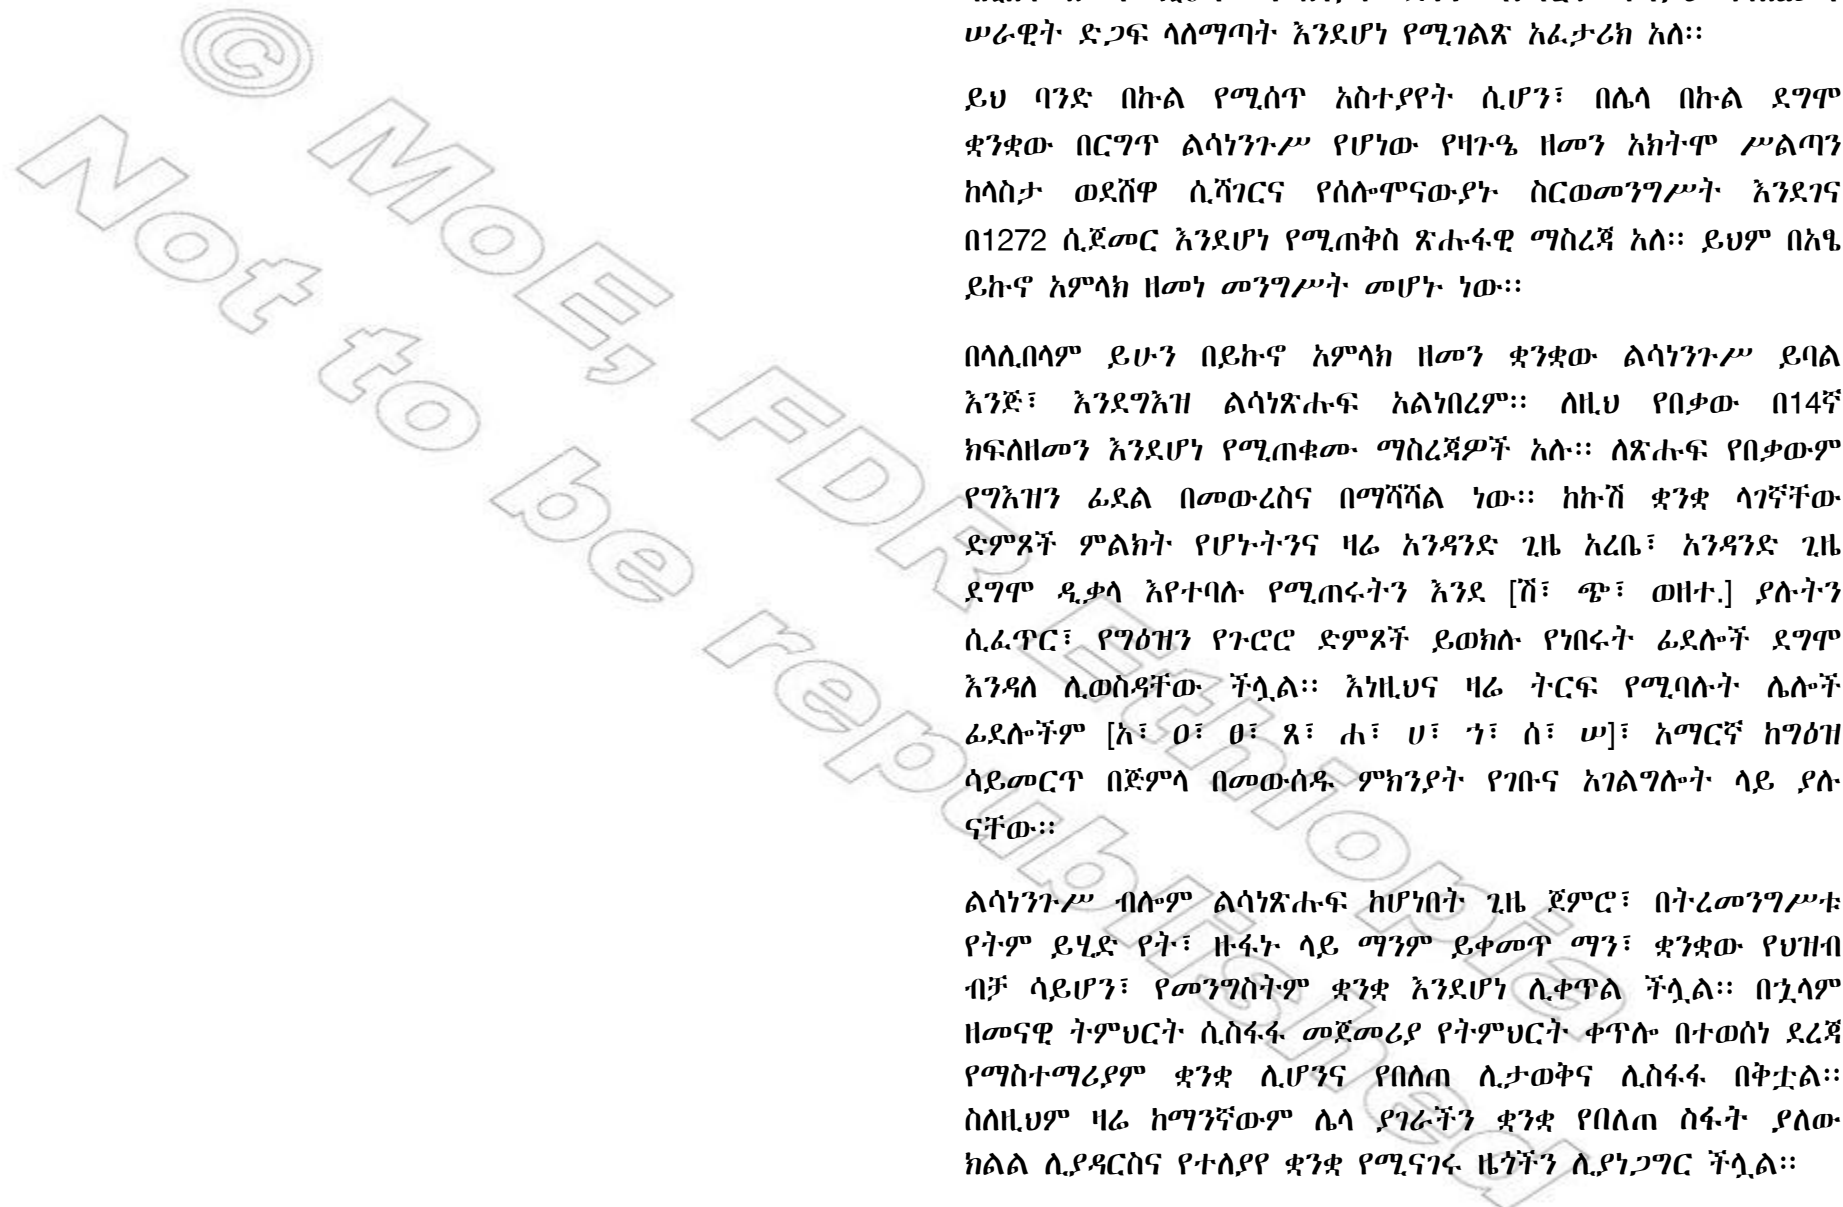 ሠራዊት ድጋፍ ላለማጣት እንደሆነ የሚገልጽ አፈታሪክ አለ፡፡
ይህ ባንድ በኩል የሚሰጥ አስተያየት ሲሆን፣ በሌላ በኩል ደግሞ
ቋንቋው በርግጥ ልሳነንጉሥ የሆነው የዛጉዌ ዘመን አክትሞ ሥልጣን
ከላስታ ወደሸዋ ሲሻገርና የሰሎሞናውያኑ ስርወመንግሥት እንደገና
በ1272 ሲጀመር እንደሆነ የሚጠቅስ ጽሑፋዊ ማስረጃ አለ፡፡ ይህም በአፄ
ይኩኖ አምላክ ዘመነ መንግሥት መሆኑ ነው፡፡
በላሊበላም ይሁን በይኩኖ አምላክ ዘመን ቋንቋው ልሳነንጉሥ ይባል
እንጅ፣ እንደግእዝ ልሳነጽሑፍ አልነበረም፡፡ ለዚህ የበቃው በ14ኛ
ክፍለዘመን እንደሆነ የሚጠቁሙ ማስረጃዎች አሉ፡፡ ለጽሑፍ የበቃውም
የግእዝን ፊደል በመውረስና በማሻሻል ነው፡፡ ከኩሽ ቋንቋ ላገኛቸው
ድምጾች ምልክት የሆኑትንና ዛሬ አንዳንድ ጊዜ አረቤ፣ አንዳንድ ጊዜ
ደግሞ ዲቃላ እየተባሉ የሚጠሩትን እንደ [ሽ፣ ጭ፣ ወዘተ.] ያሉትን
ሲፈጥር፣ የግዕዝን የጉሮሮ ድምጾች ይወክሉ የነበሩት ፊደሎች ደግሞ
እንዳለ ሊወስዳቸው ችሏል፡፡ እነዚህና ዛሬ ትርፍ የሚባሉት ሌሎች
ፊደሎችም [አ፣ ዐ፣ ፀ፣ ጸ፣ ሐ፣ ሀ፣ ኀ፣ ሰ፣ ሠ]፣ አማርኛ ከግዕዝ
ሳይመርጥ በጅምላ በመውሰዱ ምክንያት የገቡና አገልግሎት ላይ ያሉ
ናቸው፡፡
ልሳነንጉሥ ብሎም ልሳነጽሑፍ ከሆነበት ጊዜ ጀምሮ፣ በትረመንግሥቱ
የትም ይሂድ የት፣ ዙፋኑ ላይ ማንም ይቀመጥ ማን፣ ቋንቋው የህዝብ
ብቻ ሳይሆን፣ የመንግስትም ቋንቋ እንደሆነ ሊቀጥል ችሏል፡፡ በኋላም
ዘመናዊ ትምህርት ሲስፋፋ መጀመሪያ የትምህርት ቀጥሎ በተወሰነ ደረጃ
የማስተማሪያም ቋንቋ ሊሆንና የበለጠ ሊታወቅና ሊስፋፋ በቅቷል፡፡
ስለዚህም ዛሬ ከማንኛውም ሌላ ያገራችን ቋንቋ የበለጠ ስፋት ያለው
ክልል ሊያዳርስና የተለያየ ቋንቋ የሚናገሩ ዜጎችን ሊያነጋግር ችሏል፡፡
© MoE, FDR Ethiopia
Not to be republished